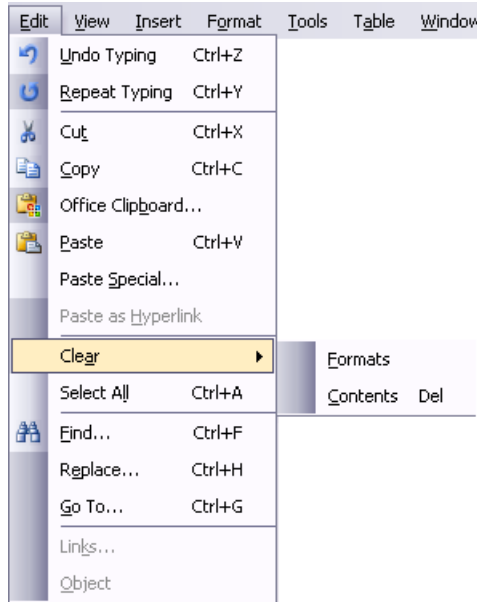 Edit View Insert Format Tools Table Window
Undo Typing Ctrl+Z
Repeat Typing Ctrl+Y
Cut Ctrl+X
Copy Ctrl+C
Office Clipboard...
Paste Ctrl+V
Paste Special...
Paste as Hyperlink
Clear
Formats
Select All Ctrl+A
Contents Del
Find... Ctrl+F
Replace... Ctrl+H
Go To... Ctrl+G
Links...
Object